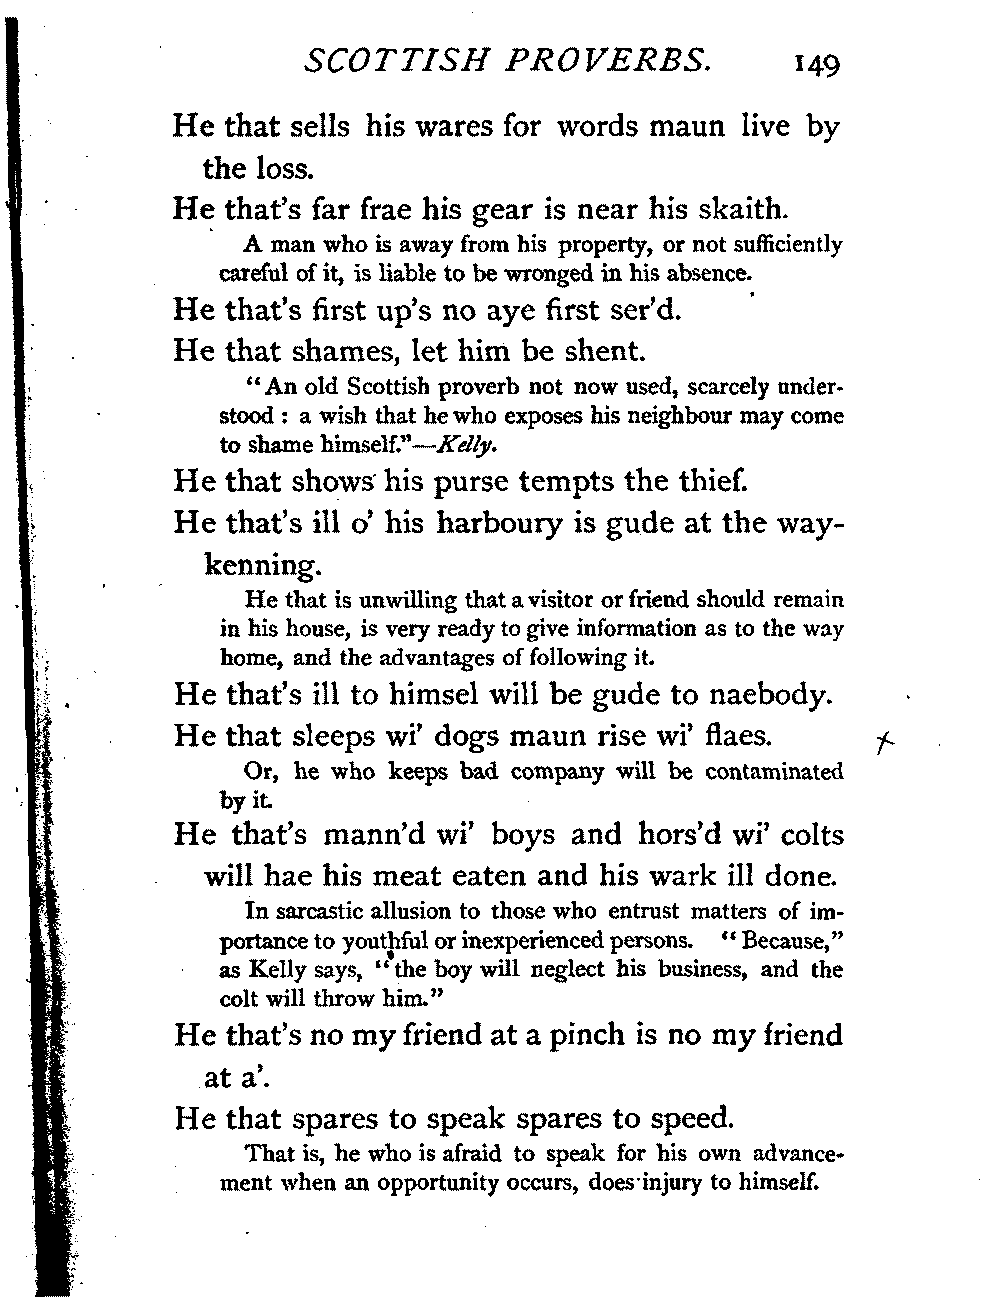 SCOTTISH PROVERBS. 149
He that sells his wares for words maun live by
the loss.
He that's far frae his gear is near his skaith.
A man who is away from his property, or not sufficiently
careful of it, is liable to be wronged in his absence.
He that's first up's no aye first ser'd.
He that shames, let him be shent.
"An old Scottish proverb not now used, scarcely under-
stood : a wish that he who exposes his neighbour may come
to shame himself."—Kelly.
He that shows his purse tempts the thief.
He that's ill o' his harboury is gude at the way-
kenning.
He that is unwilling that a visitor or friend should remain
in his house, is very ready to give information as to the way
home, and the advantages of following it.
He that's ill to himsel will be gude to naebody.
He that sleeps wi' dogs maun rise wi' flaes.
Or, he who keeps bad company will be contaminated
by it.
He that's mann'd wi' boys and hors'd wi' colts
will hae his meat eaten and his wark ill done.
In sarcastic allusion to those who entrust matters of im-
portance to youthful or inexperienced persons. "Because,"
as Kelly says, "the boy will neglect his business, and the
colt will throw him."
He that's no my friend at a pinch is no my friend
at a'.
He that spares to speak spares to speed.
That is, he who is afraid to speak for his own advance-
ment when an opportunity occurs, does injury to himself.